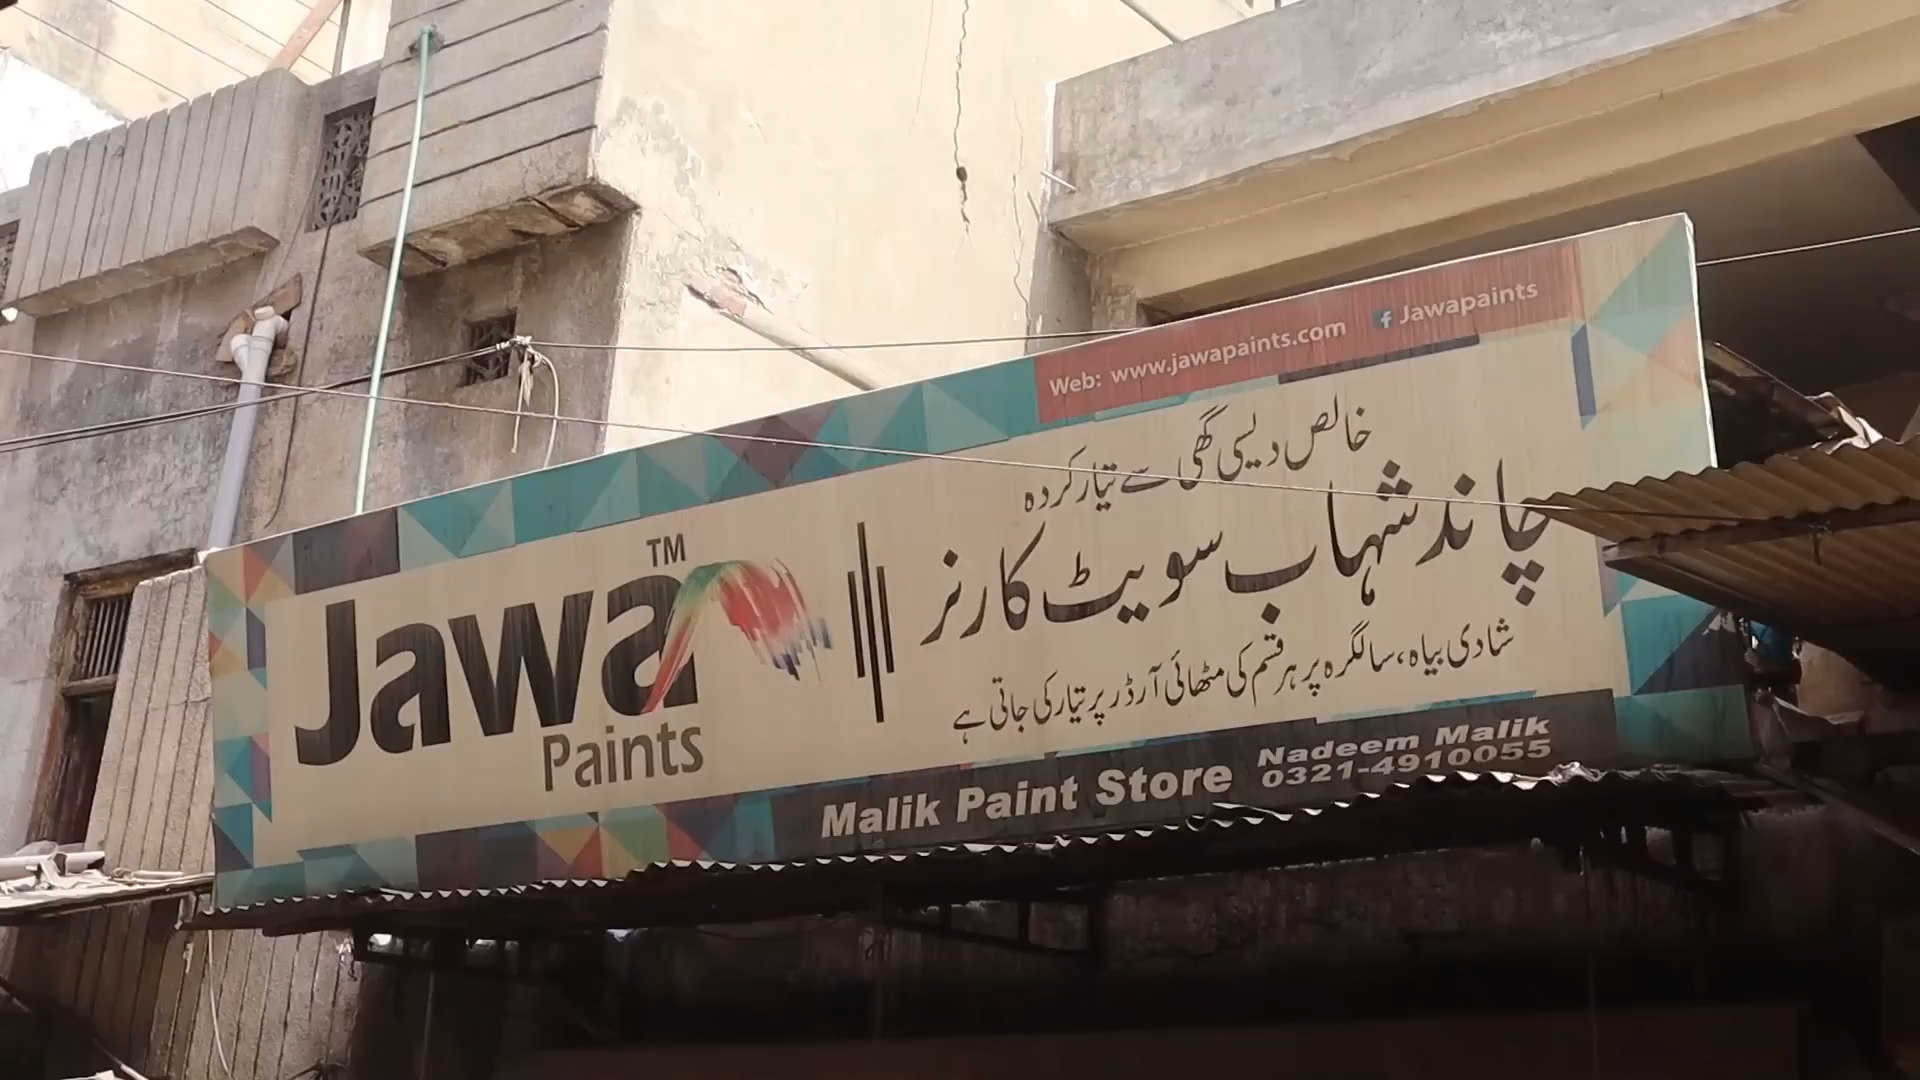 Web: www.jawapaints.com f Jawapaints
خالص دیسی گھی سے تیار کردہ
چاند شہاب سویٹ کارنر
شادی بیاہ، سالگرہ پر ہر قسم کی مٹھائی آرڈر پر تیار کی جاتی ہے
Jawa TM
Paints
Malik Paint Store
Nadeem Malik
0321-4910055